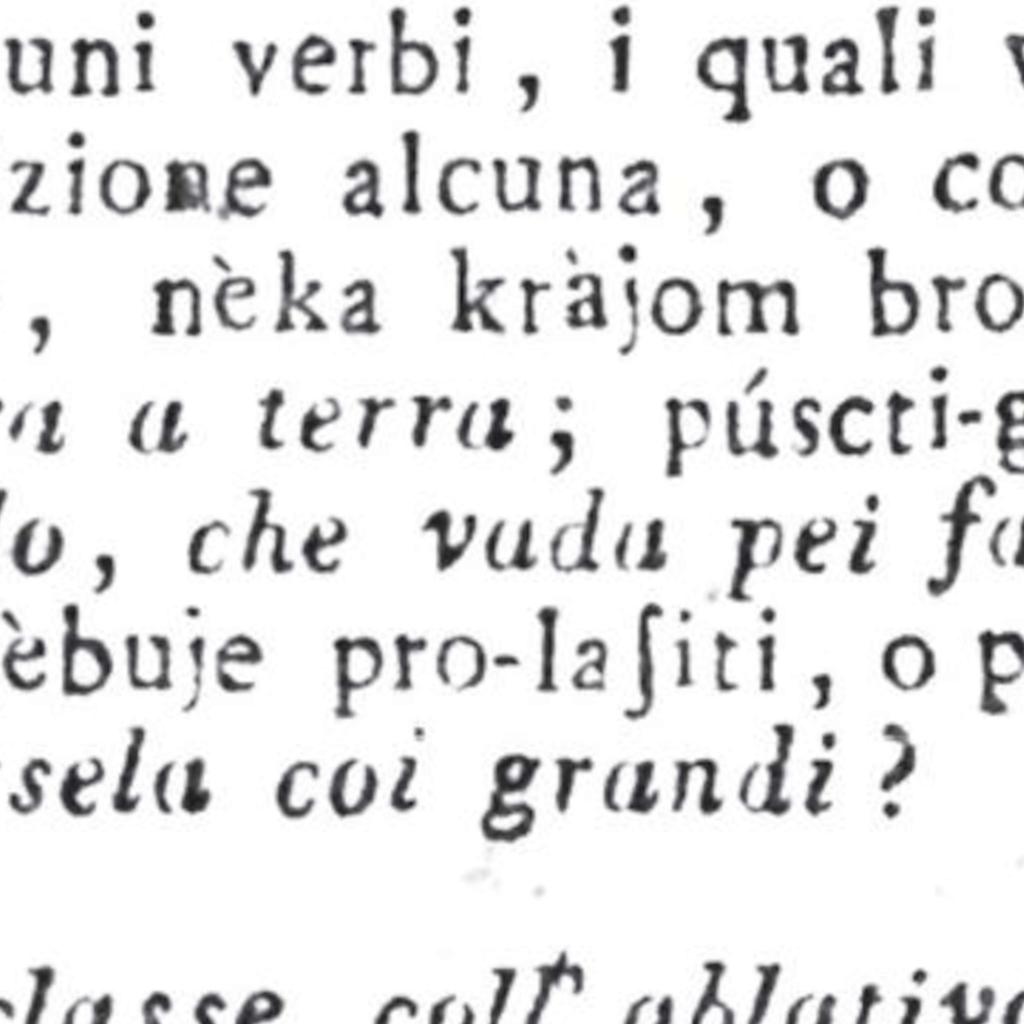 uni verbi, i quali
zione alcuna, o co
, nèka kràjom bro
a a terra; púscti-g
lo, che vada pei fa
èbuje pro-laſiti, o p
sela coi grandi?
classe coll' ablativo